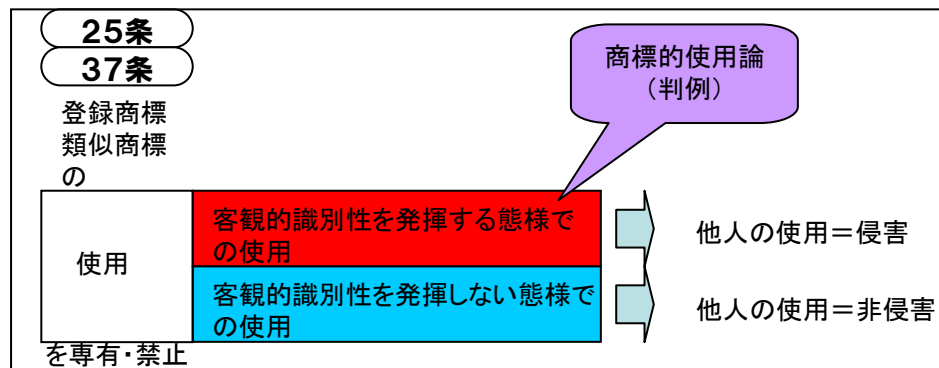 25条
37条
商標的使用論
(判例)
登録商標
類似商標
の
使用
客観的識別性を発揮する態様で
の使用
他人の使用=侵害
客観的識別性を発揮しない態様で
の使用
他人の使用=非侵害
を専有・禁止